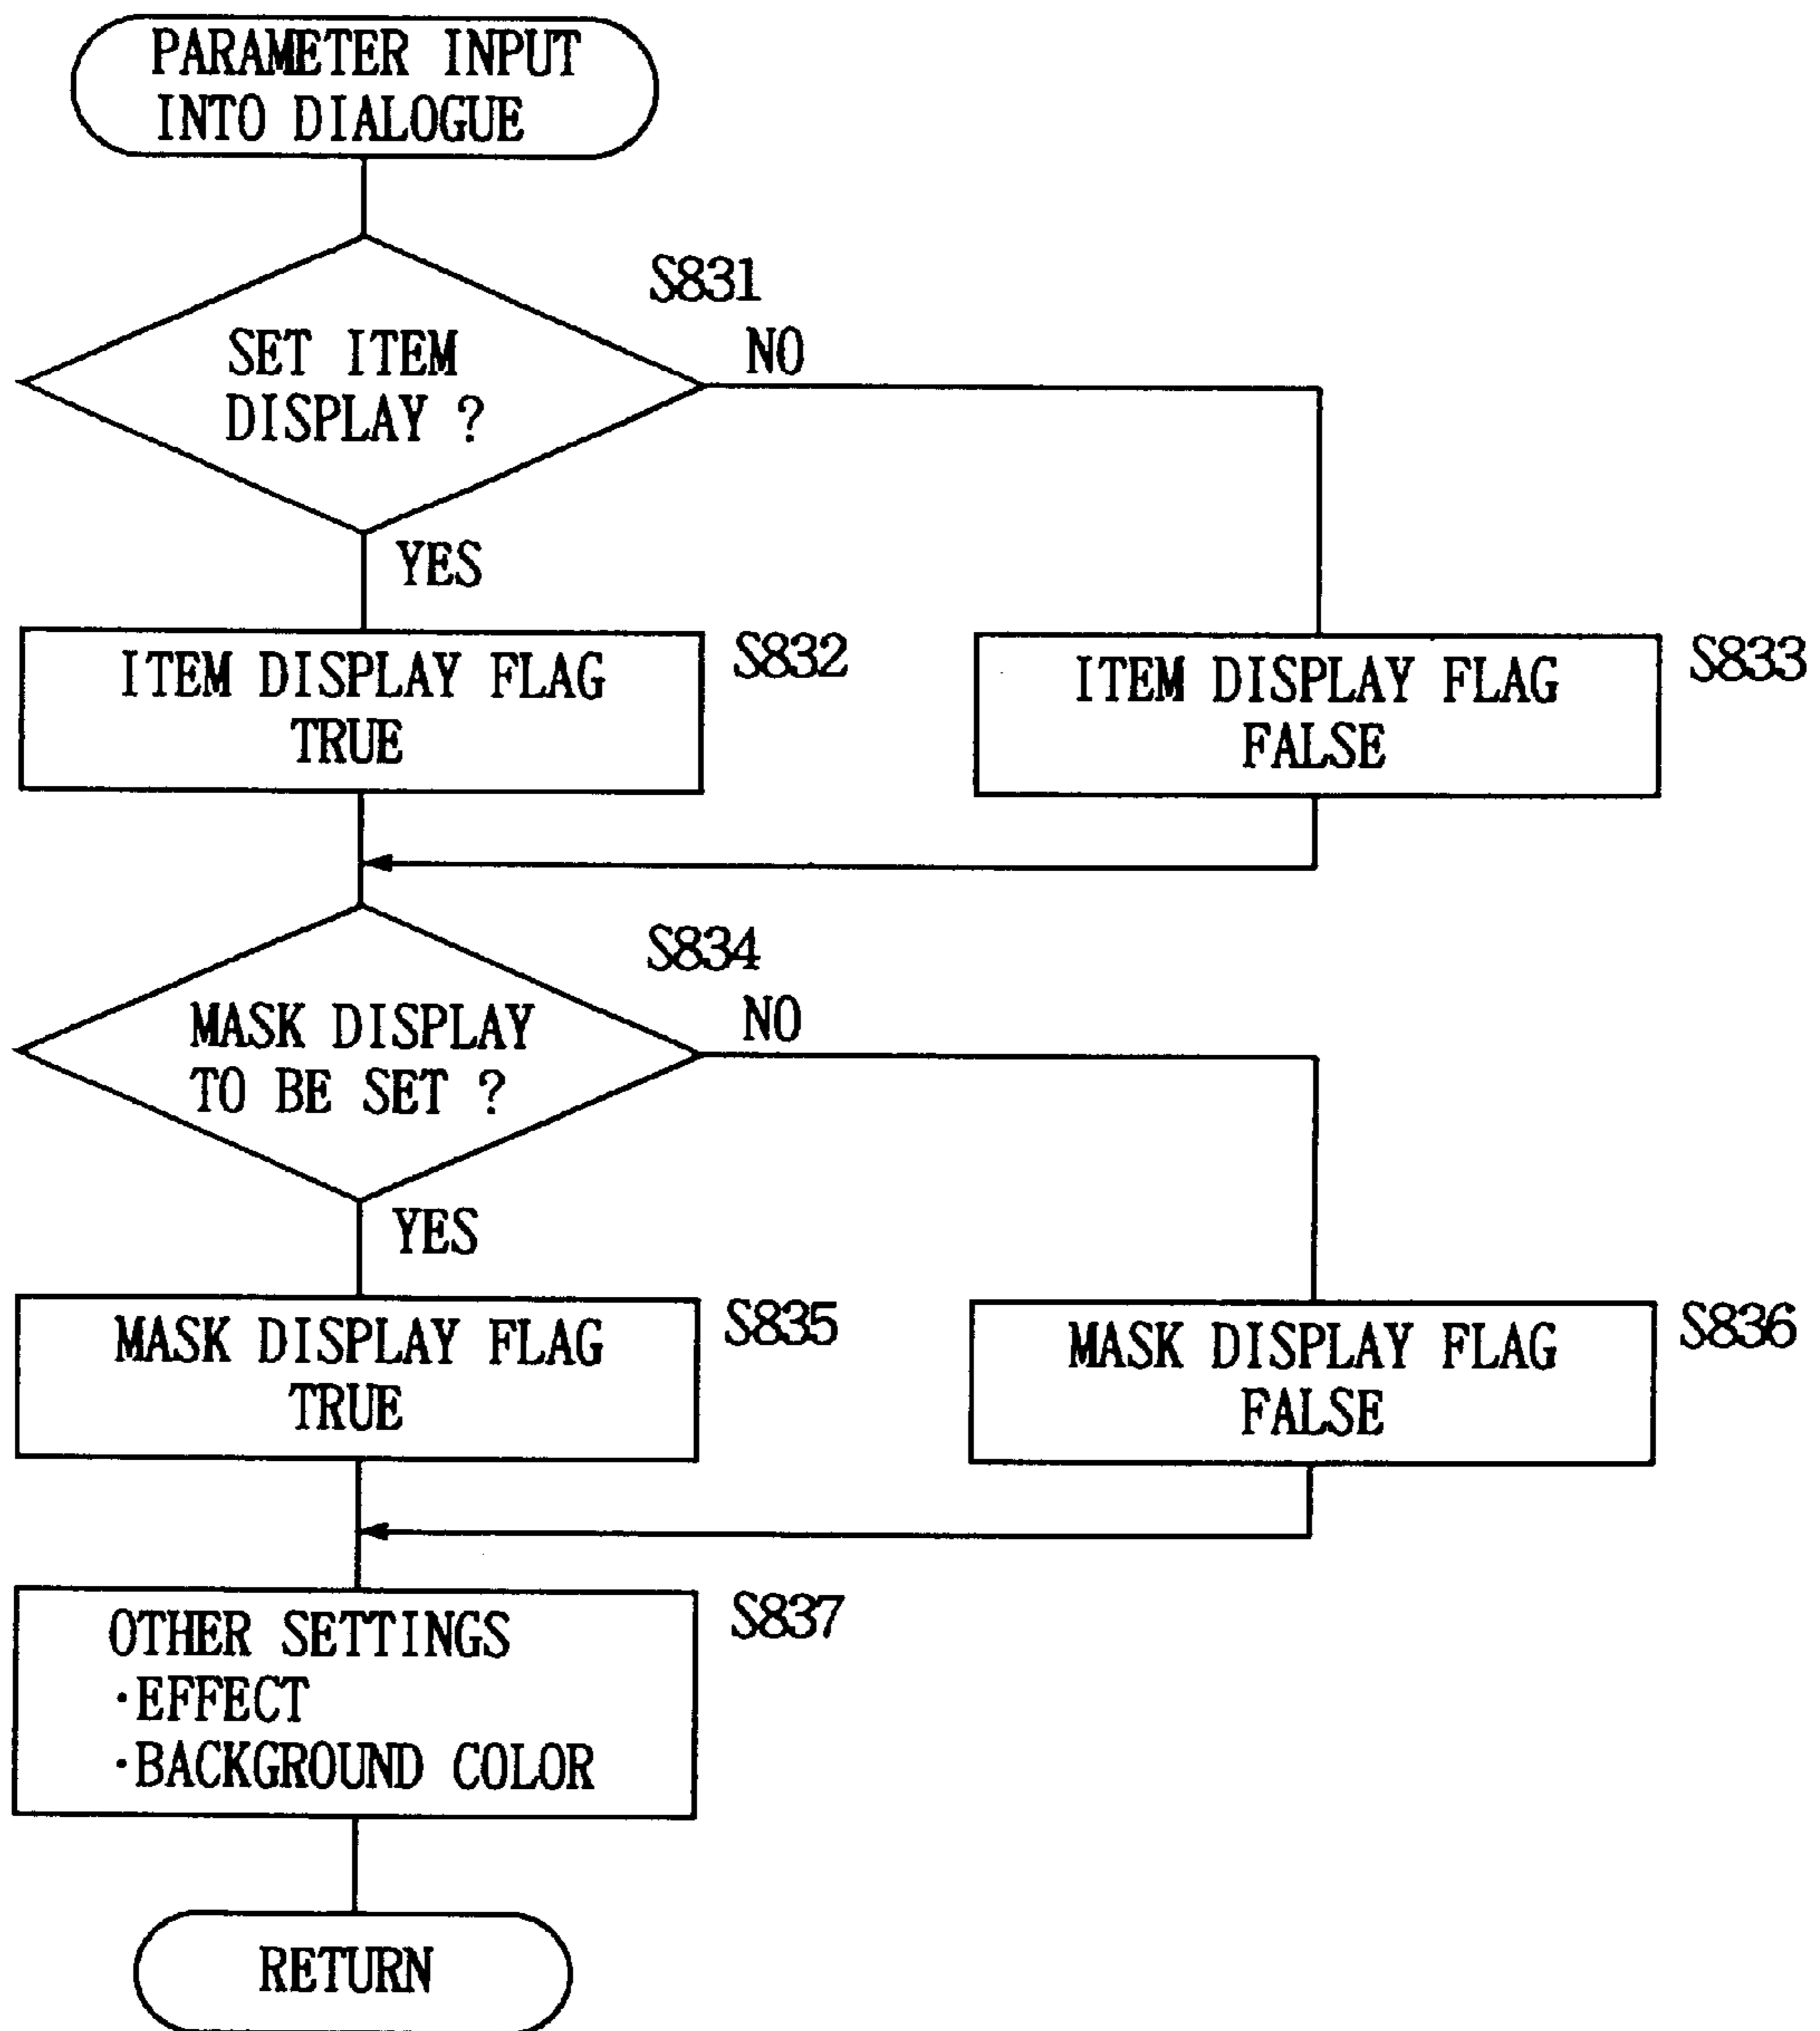 PARAMETER INPUT
INTO DIALOGUE
S831
SET ITEM
DISPLAY ?
NO
YES
ITEM DISPLAY FLAG
TRUE
S832
ITEM DISPLAY FLAG
FALSE
S833
S834
MASK DISPLAY
TO BE SET ?
NO
YES
MASK DISPLAY FLAG
TRUE
S835
MASK DISPLAY FLAG
FALSE
S836
OTHER SETTINGS
·EFFECT
·BACKGROUND COLOR
S837
RETURN